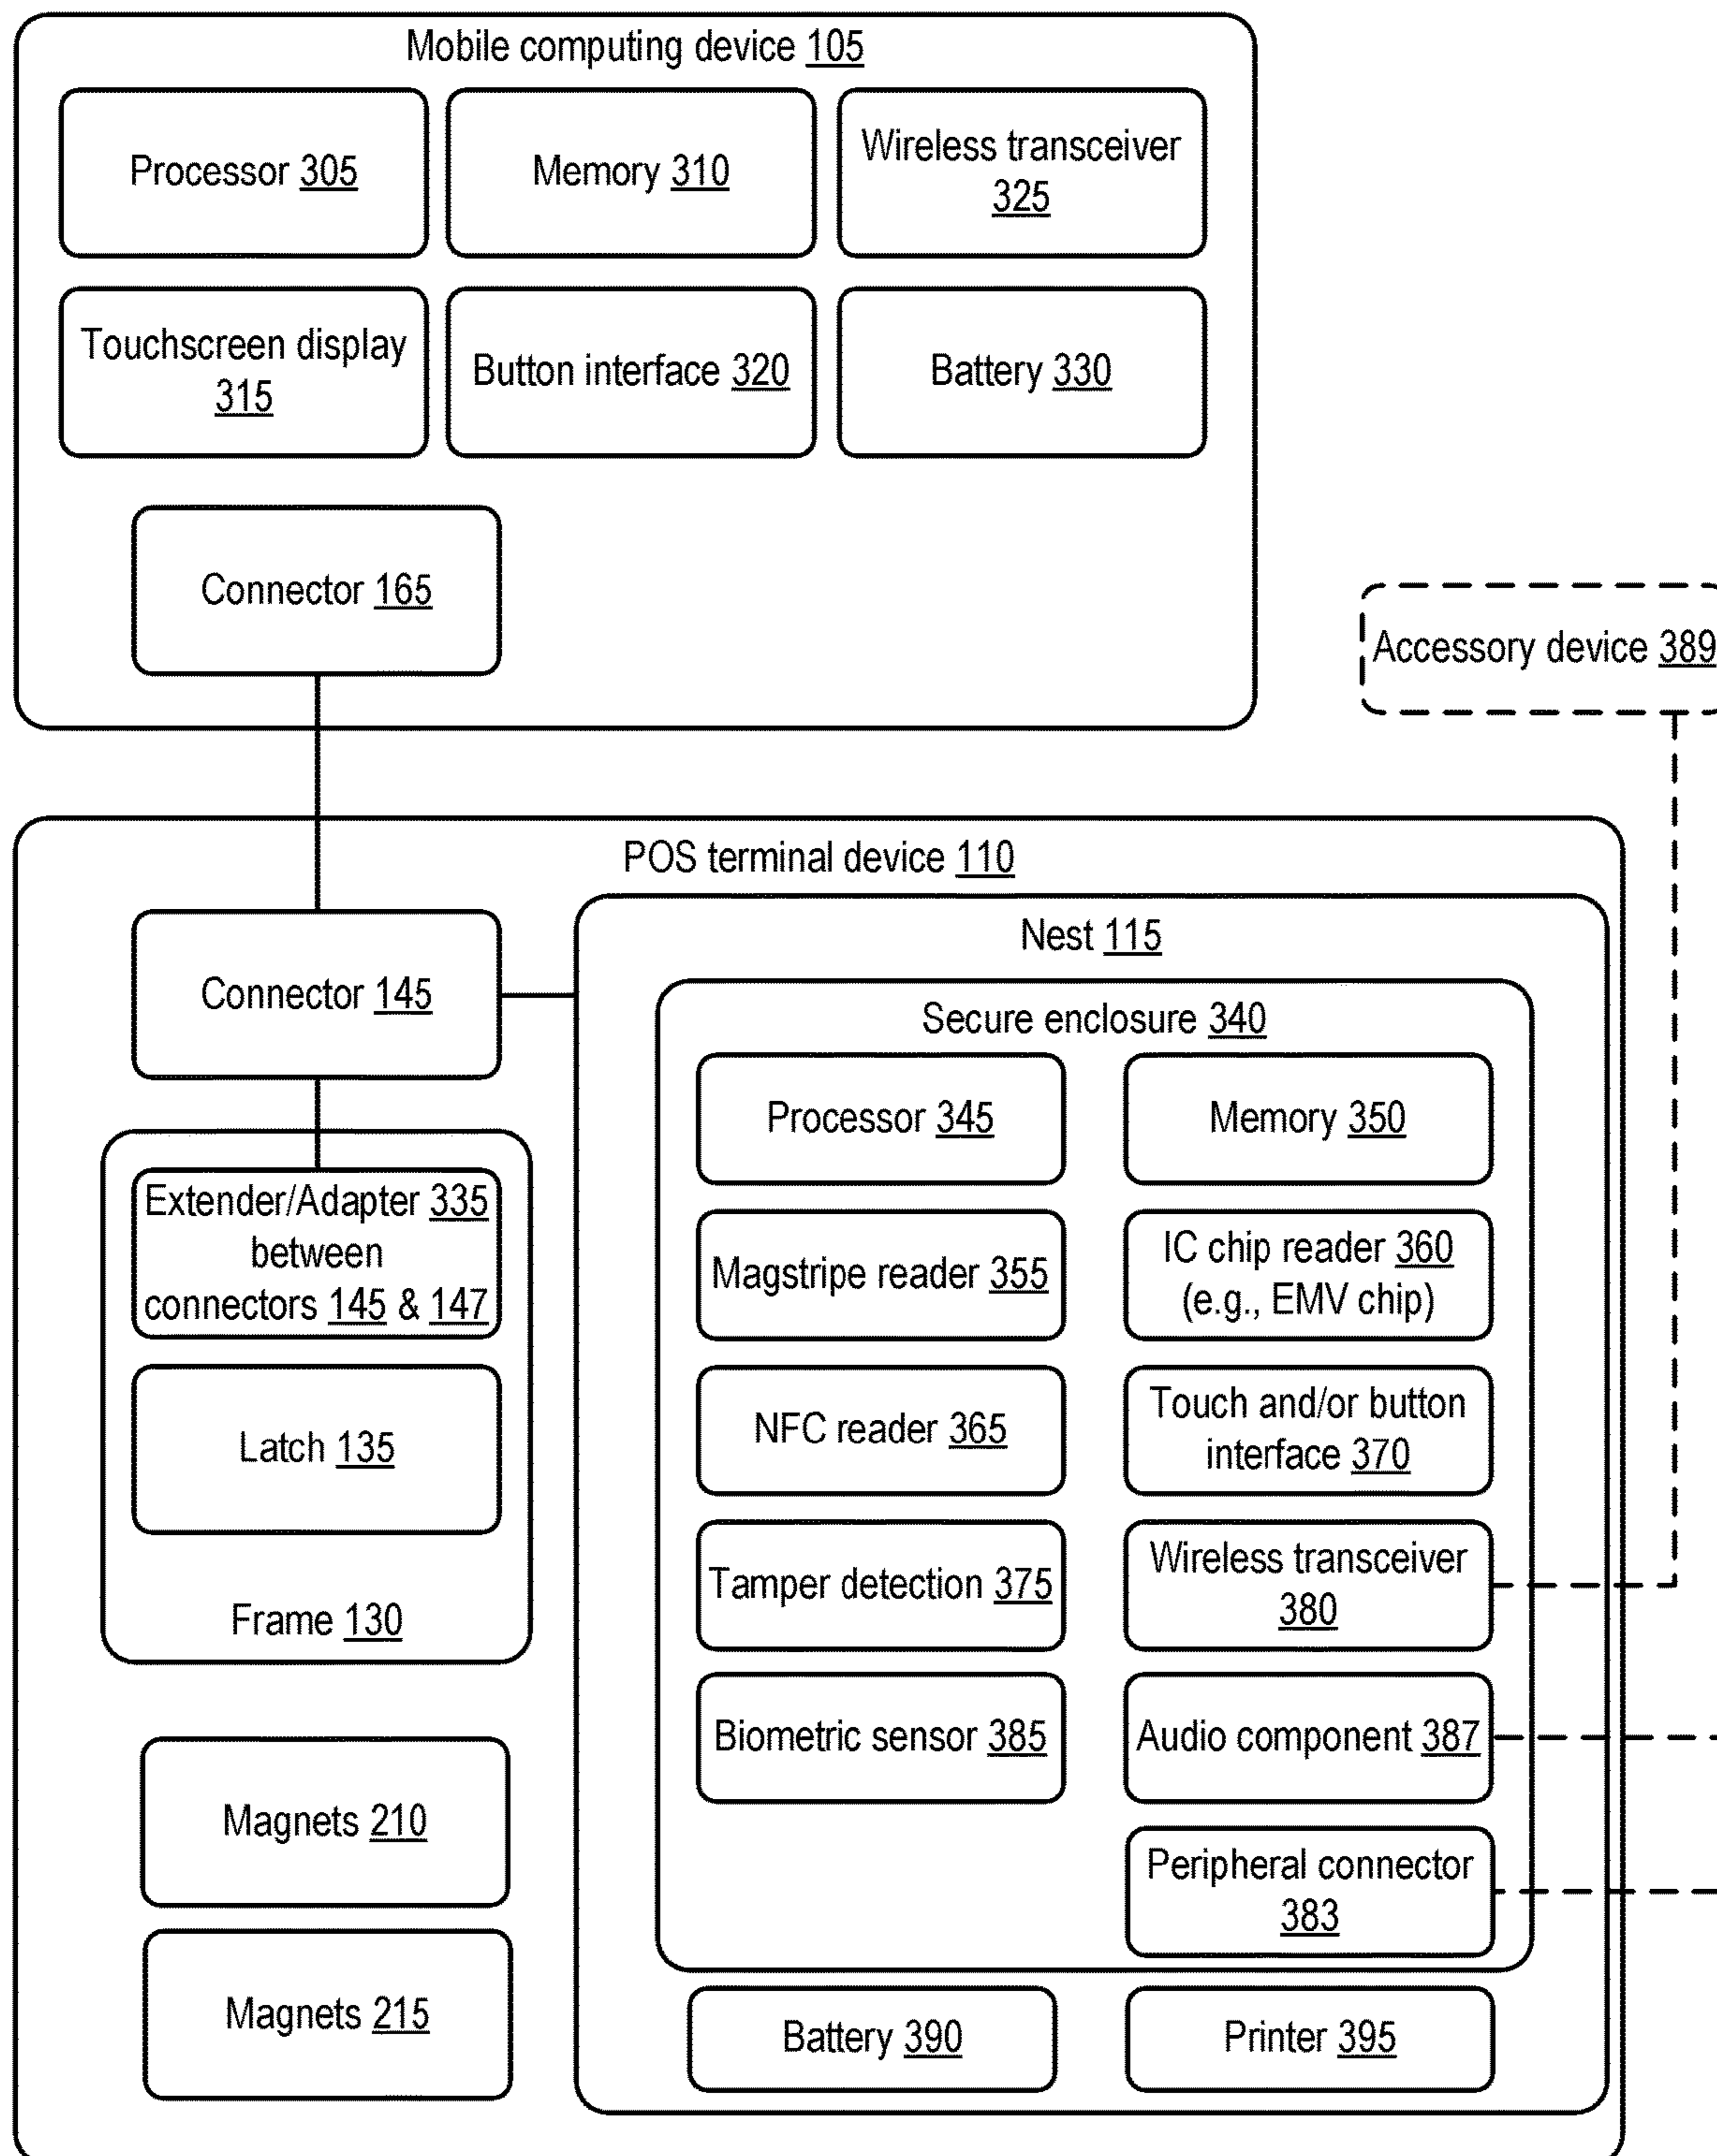 Mobile computing device 105
Processor 305
Memory 310
Wireless transceiver
325
Touchscreen display
315
Button interface 320
Battery 330
Connector 165
Accessory device 389
POS terminal device 110
Connector 145
Nest 115
Secure enclosure 340
Processor 345
Memory 350
Extender/Adapter 335
between
connectors 145 & 147
Magstripe reader 355
IC chip reader 360
(e.g., EMV chip)
Latch 135
NFC reader 365
Touch and/or button
interface 370
Frame 130
Tamper detection 375
Wireless transceiver
380
Biometric sensor 385
Audio component 387
Magnets 210
Peripheral connector
383
Magnets 215
Battery 390
Printer 395